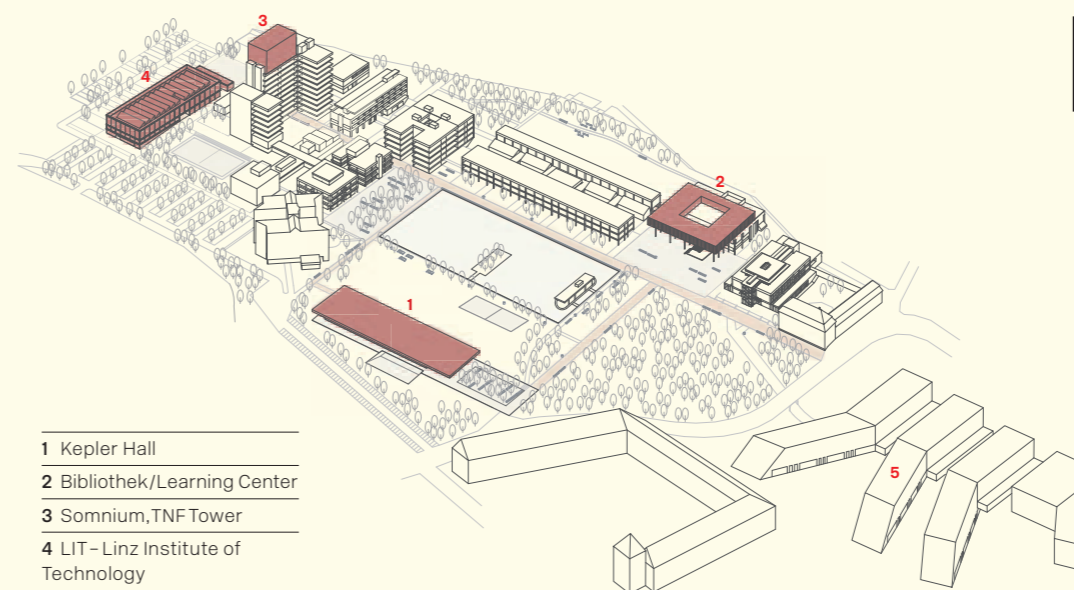 3
4
2
1
5
1 Kepler Hall
2 Bibliothek/Learning Center
3 Somnium, TNF Tower
4 LIT – Linz Institute of
Technology